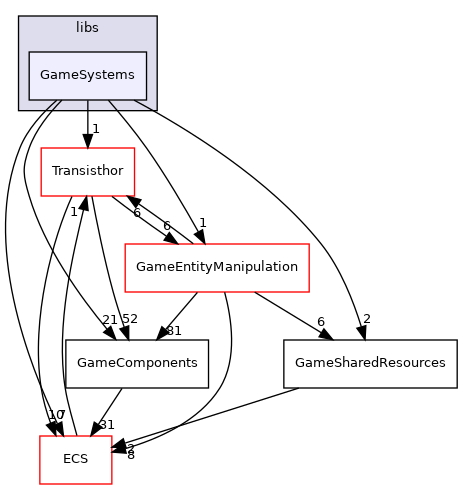 libs
GameSystems
1
Transisthor
1
6
6
1
GameEntityManipulation
21
52
81
6
2
GameComponents
GameSharedResources
10
7
31
2
8
ECS